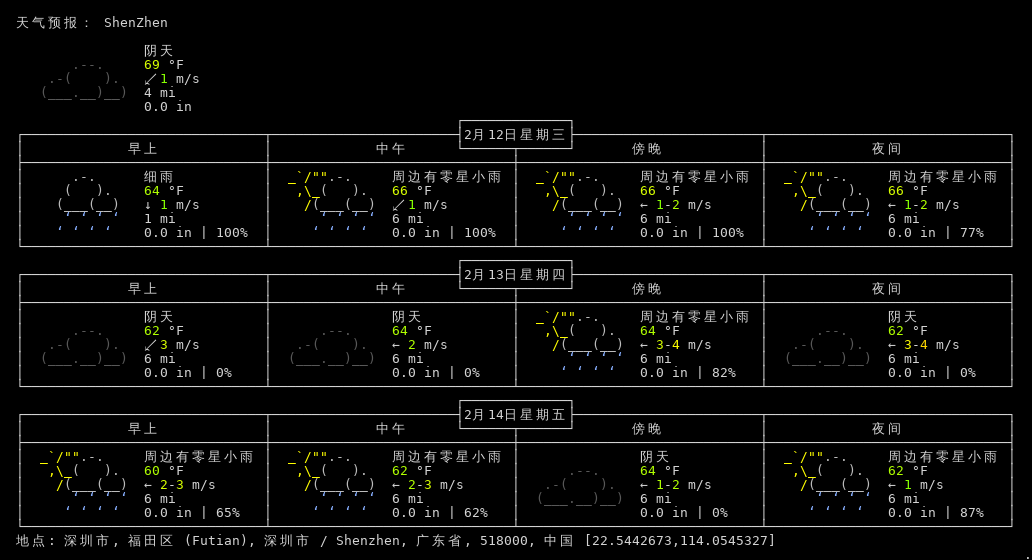 天气预报： ShenZhen
阴天
69 °F
↙1 m/s
4 mi
0.0 in
2月12日星期三
早上 中午 傍晚 夜间
细雨 周边有零星小雨 周边有零星小雨 周边有零星小雨
64 °F 66 °F 66 °F 66 °F
↓ 1 m/s ↙1 m/s ← 1-2 m/s ← 1-2 m/s
1 mi 6 mi 6 mi 6 mi
0.0 in | 100% 0.0 in | 100% 0.0 in | 100% 0.0 in | 77%
2月13日星期四
早上 中午 傍晚 夜间
阴天 阴天 周边有零星小雨 阴天
62 °F 64 °F 64 °F 62 °F
↙3 m/s ← 2 m/s ← 3-4 m/s ← 3-4 m/s
6 mi 6 mi 6 mi 6 mi
0.0 in | 0% 0.0 in | 0% 0.0 in | 82% 0.0 in | 0%
2月14日星期五
早上 中午 傍晚 夜间
周边有零星小雨 周边有零星小雨 阴天 周边有零星小雨
60 °F 62 °F 64 °F 62 °F
← 2-3 m/s ← 2-3 m/s ← 1-2 m/s ← 1 m/s
6 mi 6 mi 6 mi 6 mi
0.0 in | 65% 0.0 in | 62% 0.0 in | 0% 0.0 in | 87%
地点: 深圳市, 福田区 (Futian), 深圳市 / Shenzhen, 广东省, 518000, 中国 [22.5442673,114.0545327]